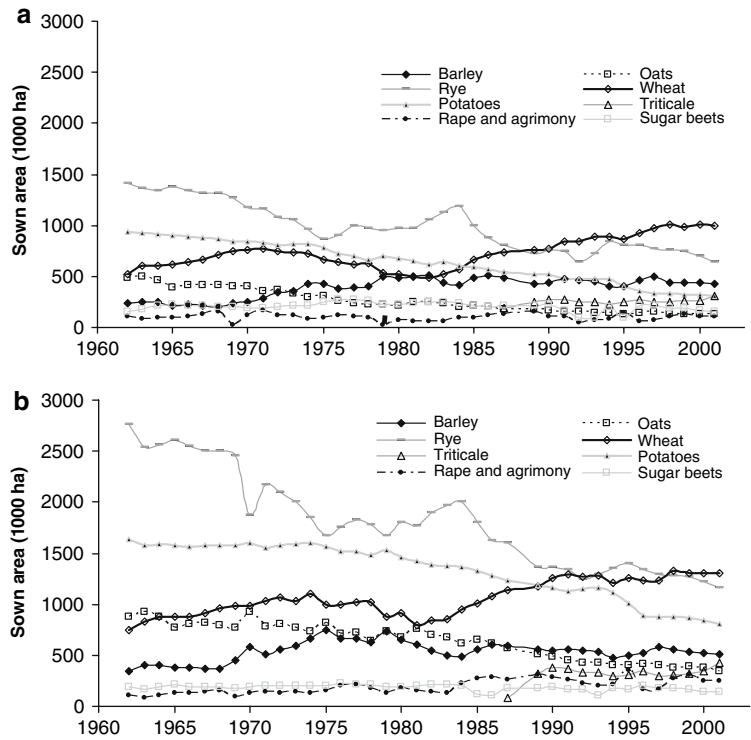 a
3000
2500
2000
1500
1000
500
0
Sown area (1000 ha)
Barley
Rye
Potatoes
Rape and agrimony
Oats
Wheat
Triticale
Sugar beets
1960 1965 1970 1975 1980 1985 1990 1995 2000
b
3000
2500
2000
1500
1000
500
0
Sown area (1000 ha)
Barley
Rye
Triticale
Rape and agrimony
Oats
Wheat
Potatoes
Sugar beets
1960 1965 1970 1975 1980 1985 1990 1995 2000